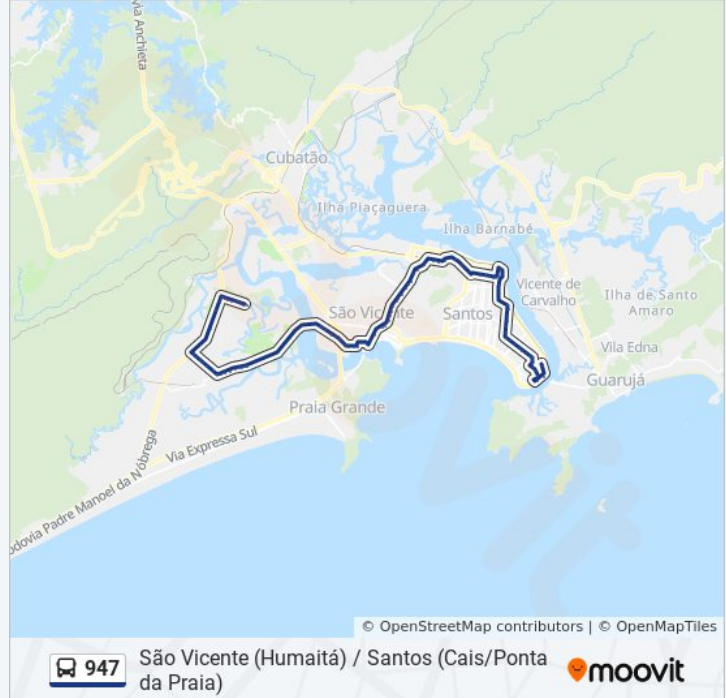 via Anchieta
Cubatão
Ilha Piaçaguera
Ilha Barnabé
Vicente de
Carvalho
Ilha de Santo
Amaro
São Vicente
Santos
Vila Edna
Guarujá
Praia Grande
Via Expressa Sul
odovia Padre Manoel da Nóbrega
© OpenStreetMap contributors | © OpenMapTiles
947
São Vicente (Humaitá) / Santos (Cais/Ponta
da Praia)
moovit